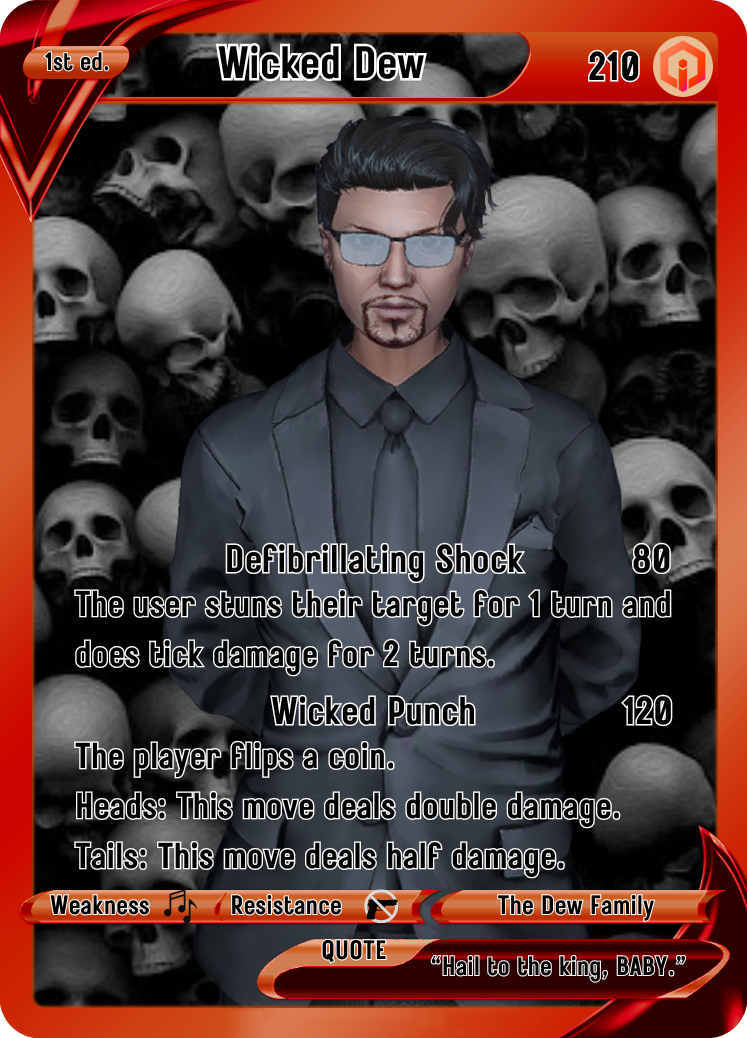 1st ed.
Wicked Dew
210
Defibrillating Shock 80
The user stuns their target for 1 turn and
does tick damage for 2 turns.
Wicked Punch 120
The player flips a coin.
Heads: This move deals double damage.
Tails: This move deals half damage.
Weakness Resistance The Dew Family
QUOTE
“Hail to the king, BABY.”